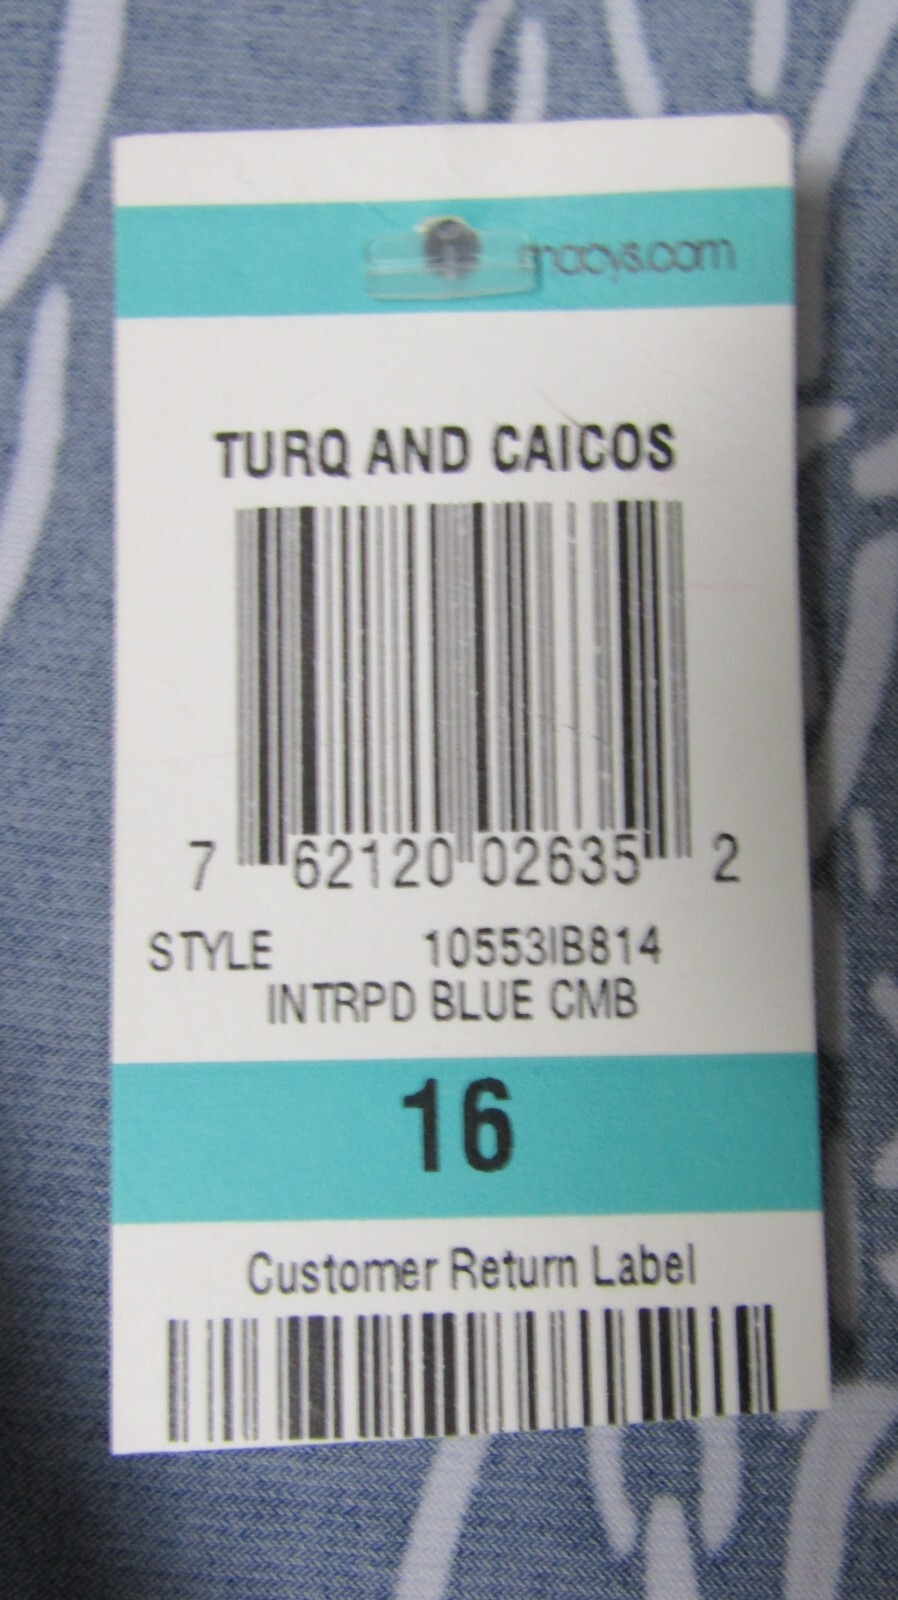 macys.com
TURQ AND CAICOS
7 62120 02635 2
STYLE 10553IB814
INTRPD BLUE CMB
16
Customer Return Label